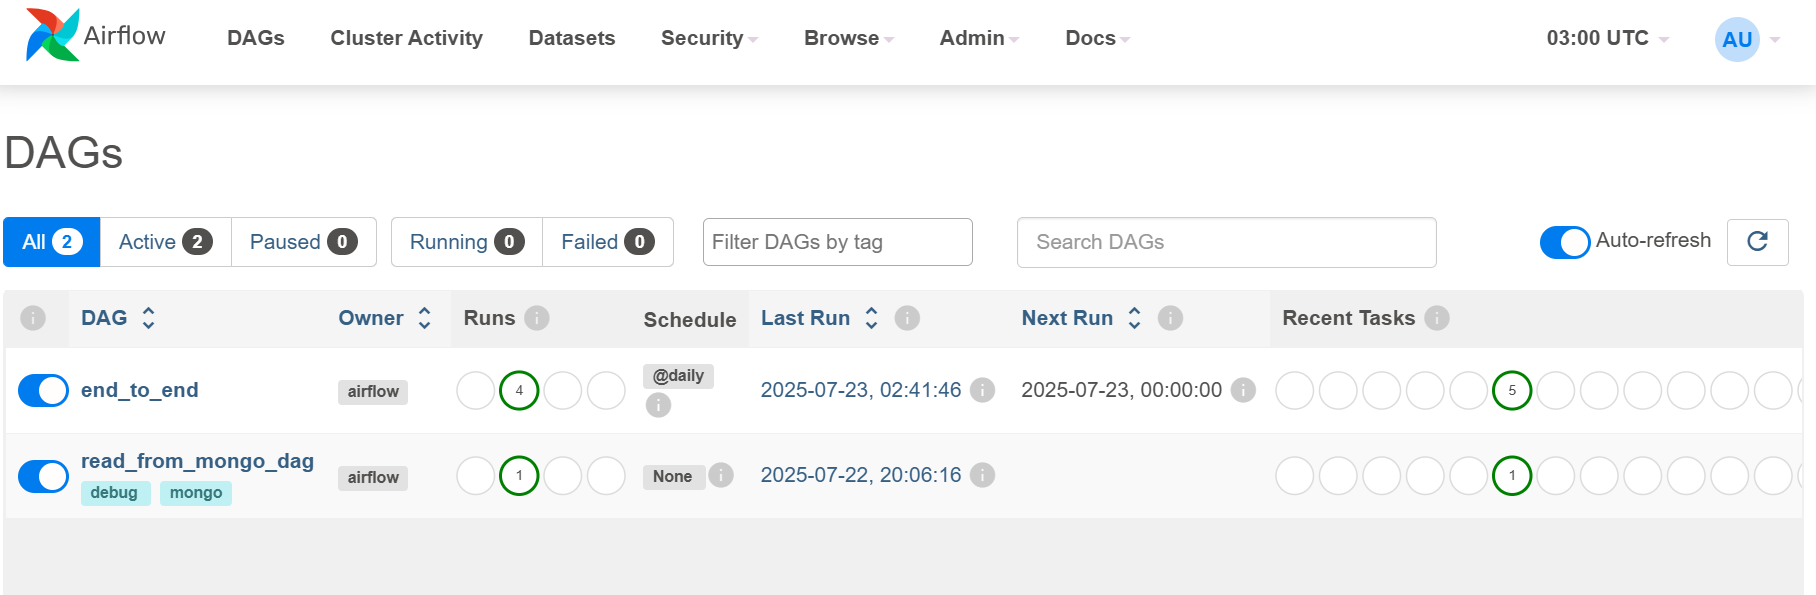 Airflow DAGs Cluster Activity Datasets Security Browse Admin Docs 03:00 UTC AU
DAGs
All 2 Active 2 Paused 0 Running 0 Failed 0 Filter DAGs by tag Search DAGs Auto-refresh
i DAG Owner Runs i Schedule Last Run i Next Run i Recent Tasks i
end_to_end airflow 4 @daily i 2025-07-23, 02:41:46 i 2025-07-23, 00:00:00 i 5
read_from_mongo_dag airflow 1 None i 2025-07-22, 20:06:16 i 1
debug mongo